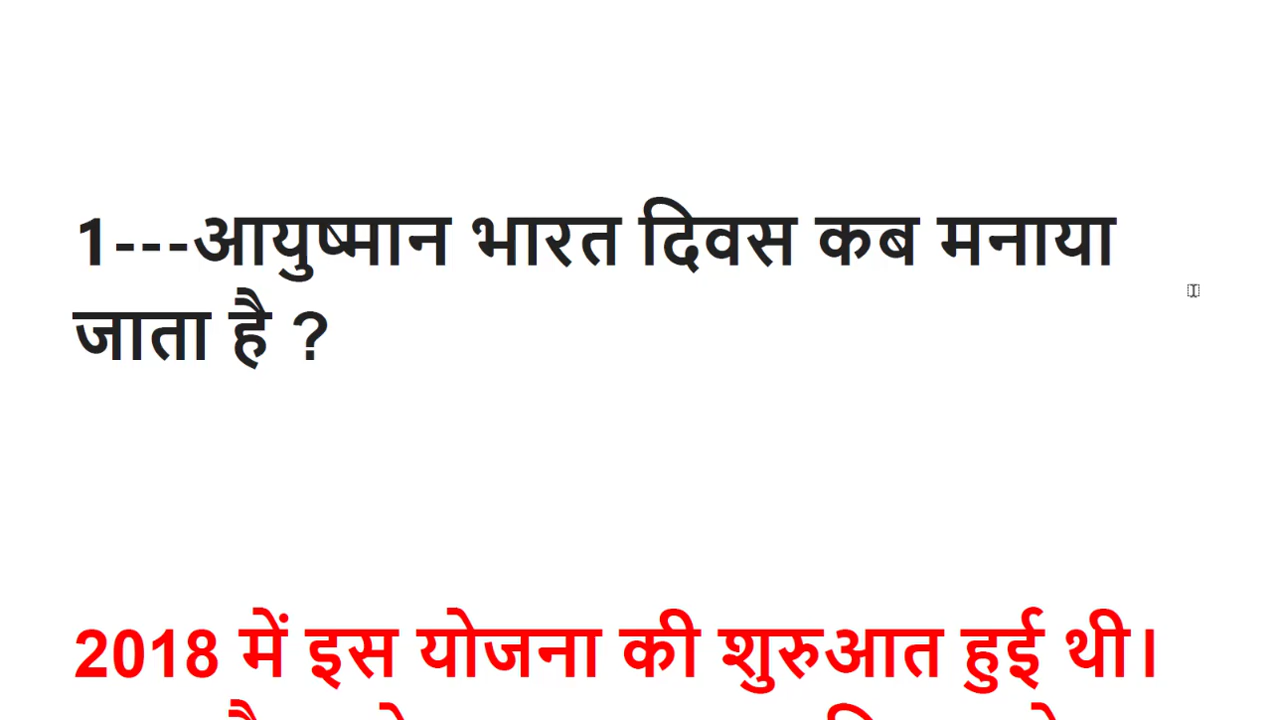 1---आयुष्मान भारत दिवस कब मनाया
जाता है ?
2018 में इस योजना की शुरुआत हुई थी।